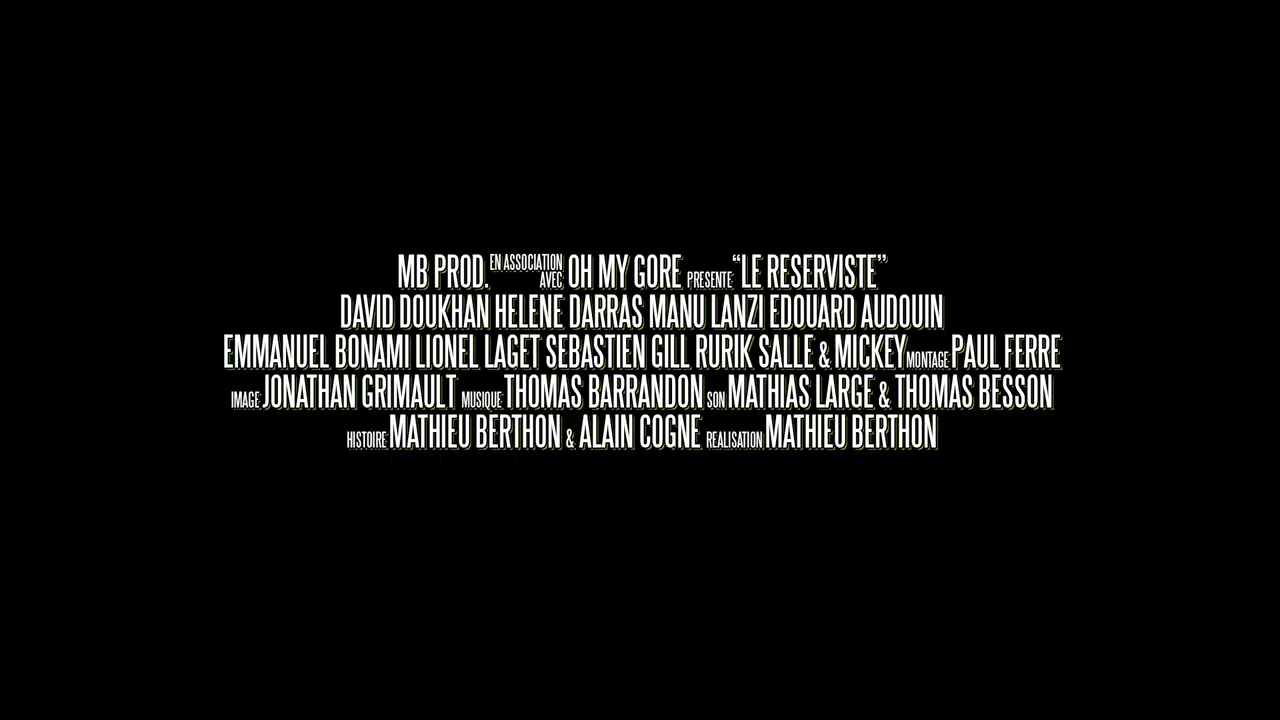 MB PROD. EN ASSOCIATION AVEC OH MY GORE PRESENTE “LE RESERVISTE”
DAVID DOUKHAN HELENE DARRAS MANU LANZI EDOUARD AUDOUIN
EMMANUEL BONAMI LIONEL LAGET SEBASTIEN GILL RURIK SALLE & MICKEY MONTAGE PAUL FERRE
IMAGE JONATHAN GRIMAULT MUSIQUE THOMAS BARRANDON SON MATHIAS LARGE & THOMAS BESSON
HISTOIRE MATHIEU BERTHON & ALAIN COGNE REALISATION MATHIEU BERTHON